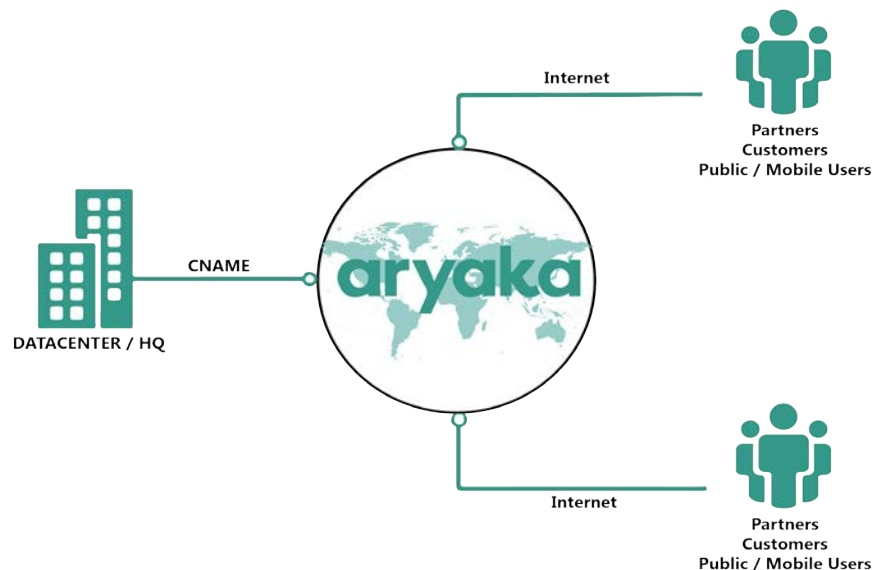 Internet
Partners
Customers
Public / Mobile Users
CNAME
aryaka
DATACENTER / HQ
Internet
Partners
Customers
Public / Mobile Users